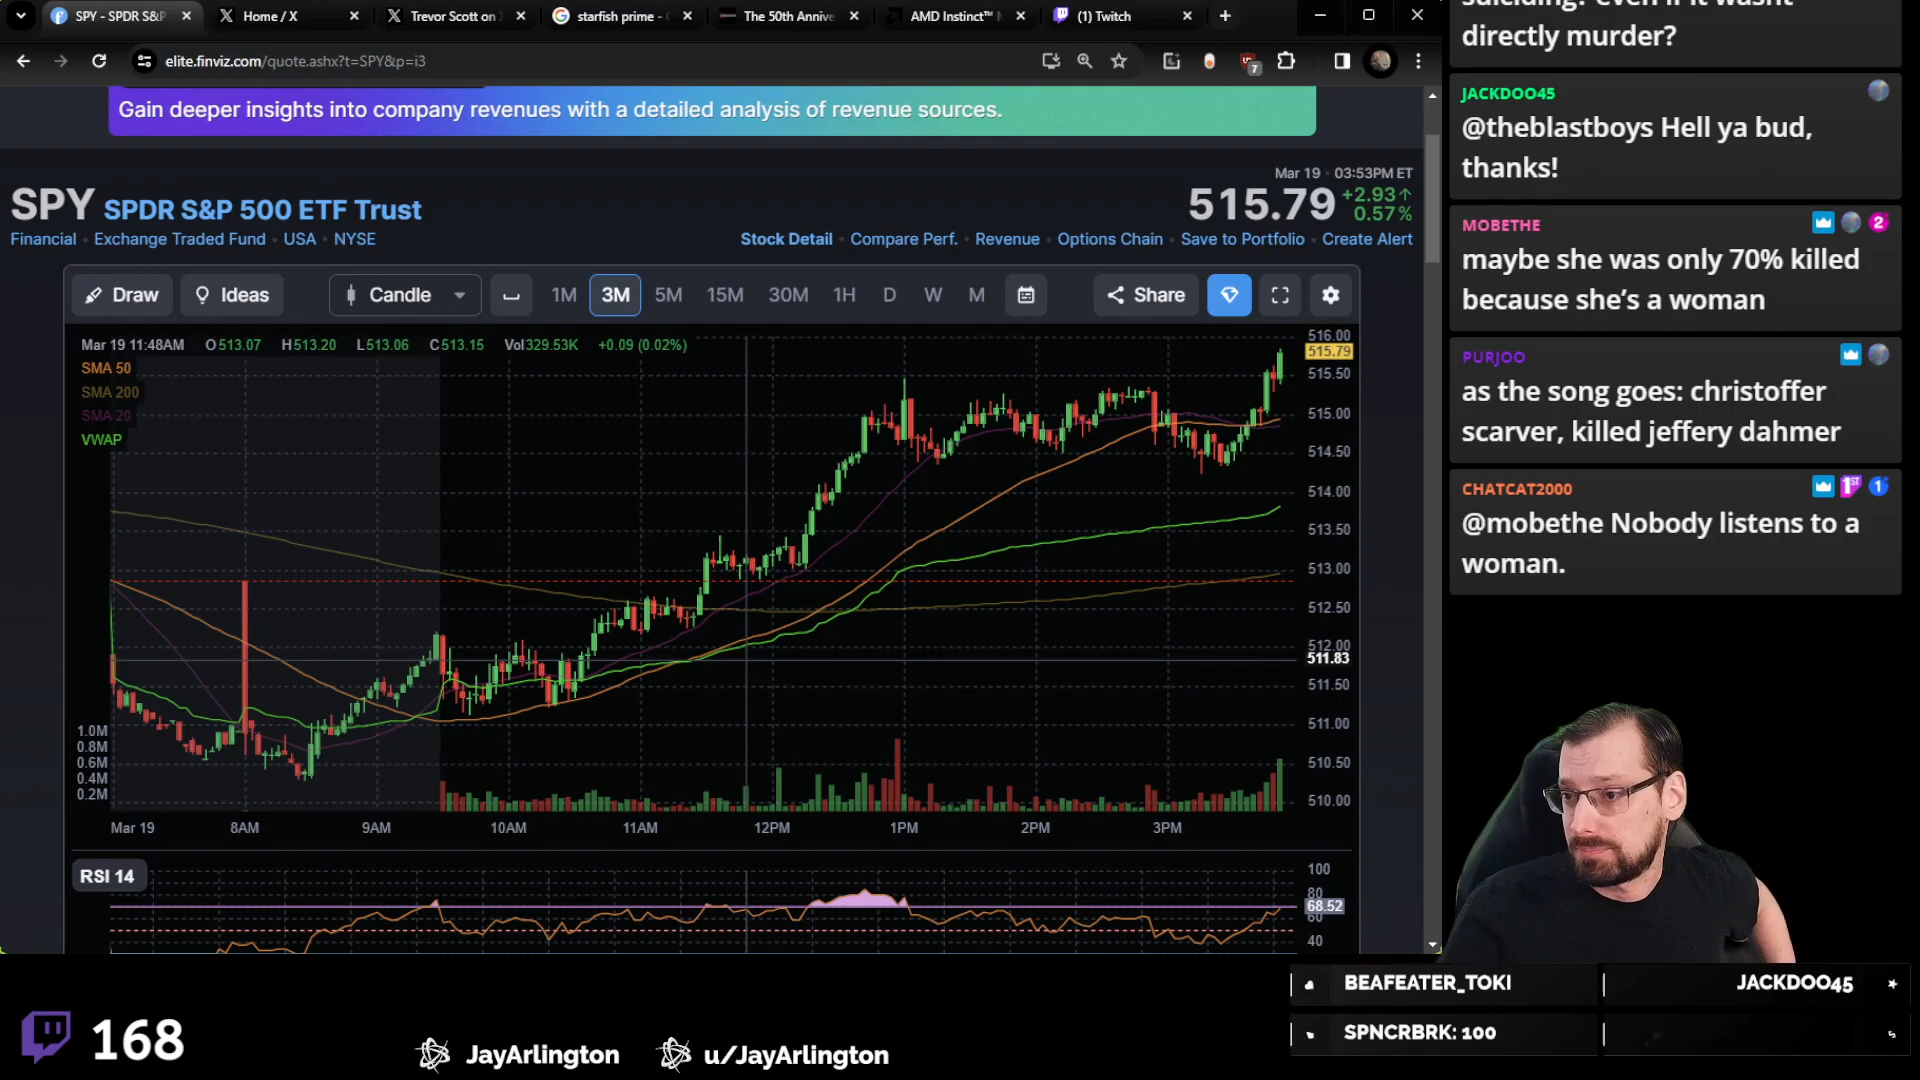 SPY - SPDR S&P
Home / X
Trevor Scott on
starfish prime -
The 50th Annive
AMD Instinct™
(1) Twitch
elite.finviz.com/quote.ashx?t=SPY&p=i3
7
Gain deeper insights into company revenues with a detailed analysis of revenue sources.
Mar 19 · 03:53PM ET
SPY SPDR S&P 500 ETF Trust
515.79 +2.93↑
0.57%
Financial • Exchange Traded Fund • USA • NYSE
Stock Detail • Compare Perf. • Revenue • Options Chain • Save to Portfolio • Create Alert
Draw Ideas Candle 1M 3M 5M 15M 30M 1H D W M Share
Mar 19 11:48AM O513.07 H513.20 L513.06 C513.15 Vol329.53K +0.09 (0.02%)
SMA 50
SMA 200
SMA 20
VWAP
516.00
515.79
515.50
515.00
514.50
514.00
513.50
513.00
512.50
512.00
511.83
511.50
511.00
510.50
510.00
1.0M
0.8M
0.6M
0.4M
0.2M
Mar 19 8AM 9AM 10AM 11AM 12PM 1PM 2PM 3PM
RSI 14
100
80
68.52
60
40
directly murder?
JACKDOO45
@theblastboys Hell ya bud,
thanks!
MOBETHE 2
maybe she was only 70% killed
because she's a woman
PURJOO
as the song goes: christoffer
scarver, killed jeffery dahmer
CHATCAT2000 1ST 1
@mobethe Nobody listens to a
woman.
BEAFEATER_TOKI
JACKDOO45
SPNCRBRK: 100
168
JayArlington
u/JayArlington